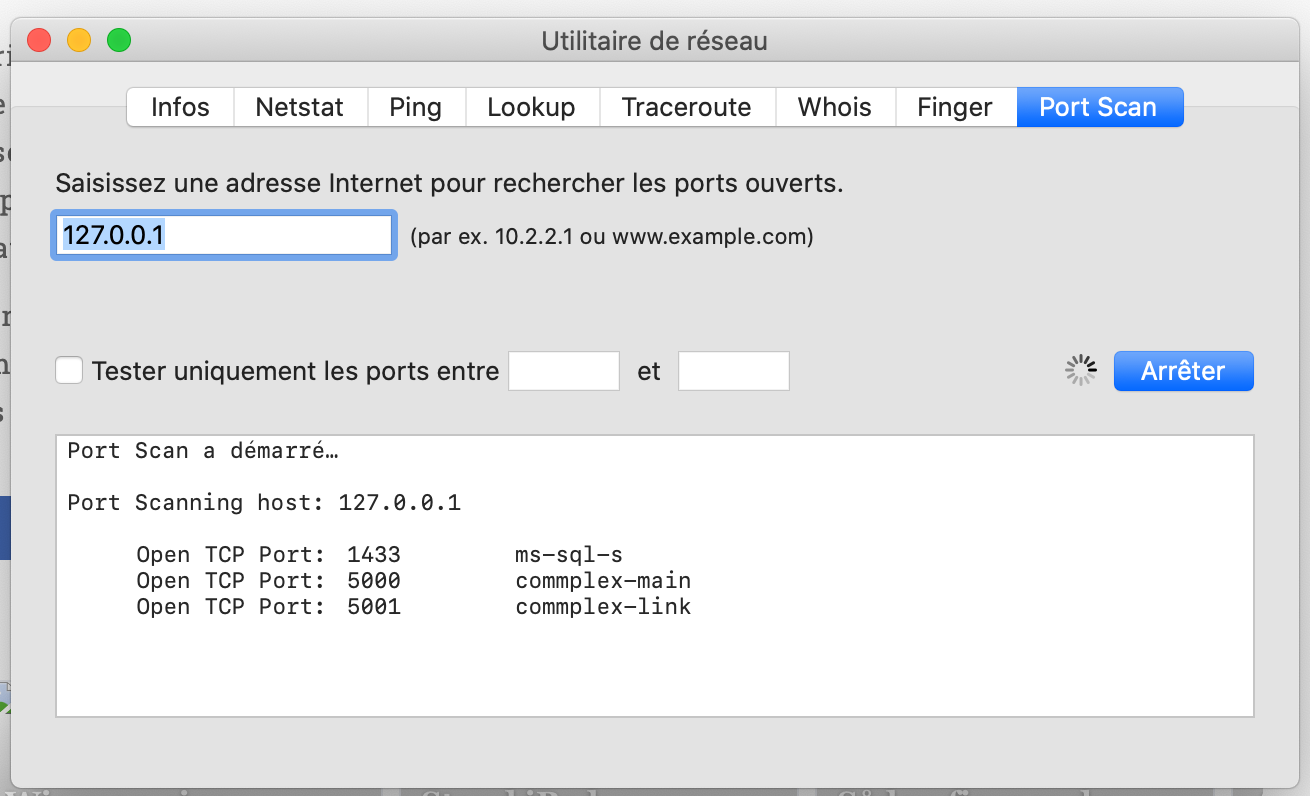 Utilitaire de réseau
Infos Netstat Ping Lookup Traceroute Whois Finger Port Scan
Saisissez une adresse Internet pour rechercher les ports ouverts.
127.0.0.1 (par ex. 10.2.2.1 ou www.example.com)
Tester uniquement les ports entre et Arrêter
Port Scan a démarré…
Port Scanning host: 127.0.0.1
Open TCP Port: 1433 ms-sql-s
Open TCP Port: 5000 commplex-main
Open TCP Port: 5001 commplex-link